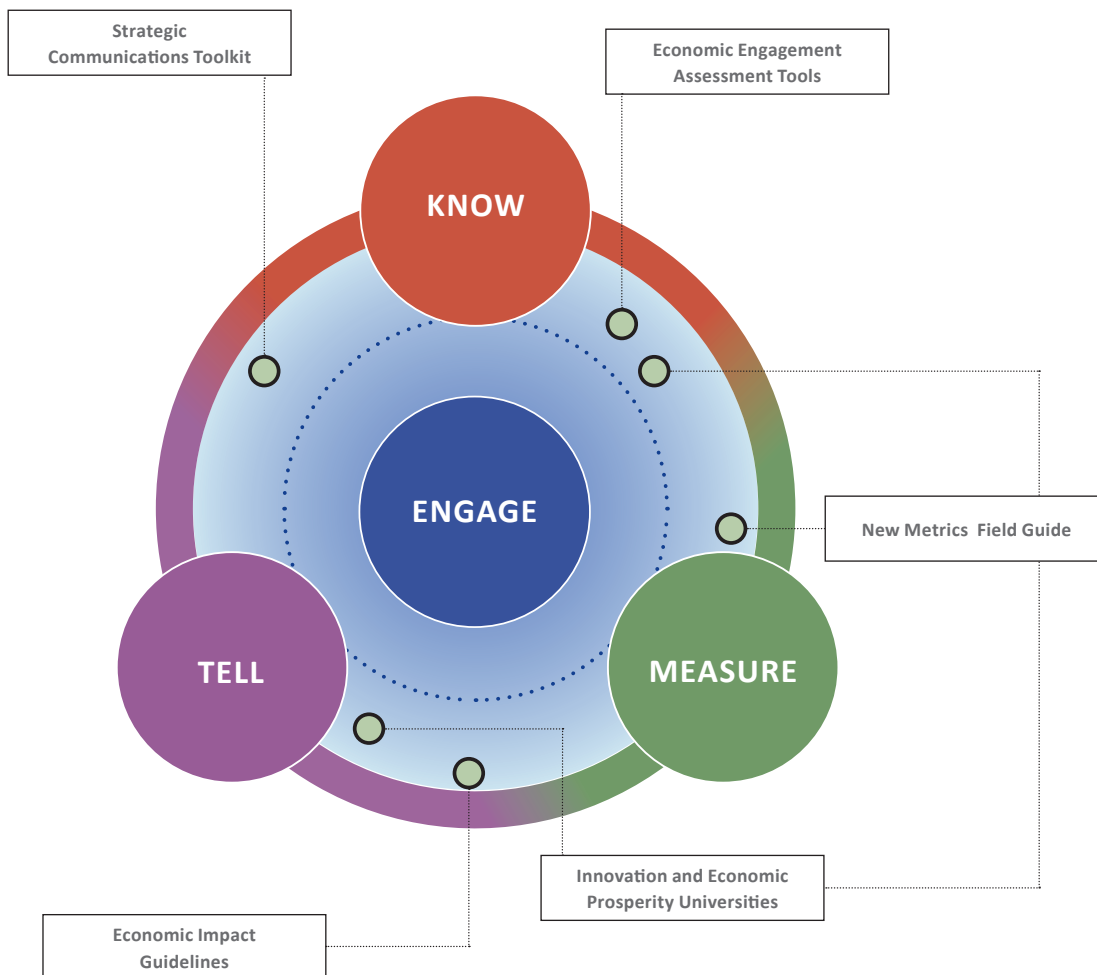 Strategic
Communications Toolkit
Economic Engagement
Assessment Tools
KNOW
ENGAGE
New Metrics  Field Guide
TELL
MEASURE
Innovation and Economic
Prosperity Universities
Economic Impact
Guidelines